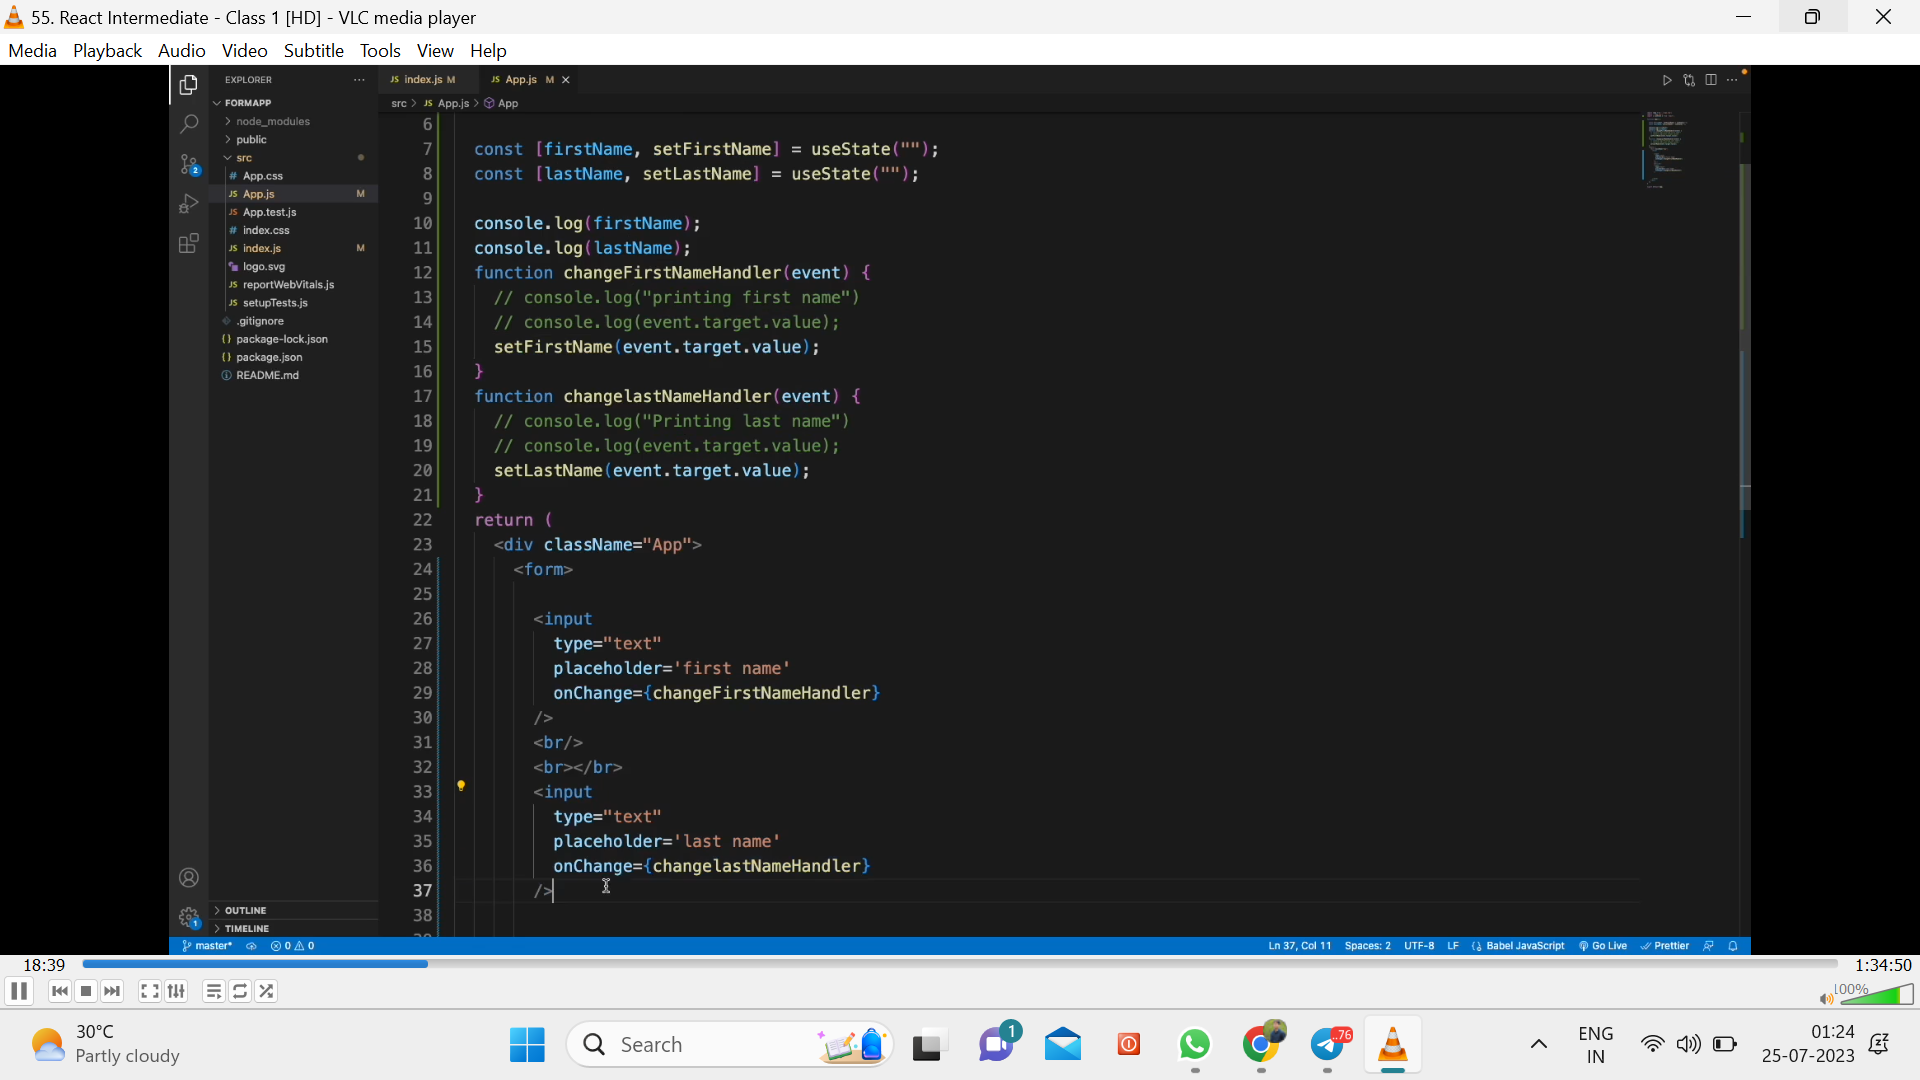 55. React Intermediate - Class 1 [HD] - VLC media player
Media Playback Audio Video Subtitle Tools View Help
EXPLORER ...
JS index.js M JS App.js M
src > JS App.js > App
FORMAPP
> node_modules
> public
src
# App.css
JS App.js M
JS App.test.js
# index.css
JS index.js M
logo.svg
JS reportWebVitals.js
JS setupTests.js
.gitignore
{} package-lock.json
{} package.json
README.md
OUTLINE
TIMELINE
6
7 const [firstName, setFirstName] = useState("");
8 const [lastName, setLastName] = useState("");
9
10 console.log(firstName);
11 console.log(lastName);
12 function changeFirstNameHandler(event) {
13 // console.log("printing first name")
14 // console.log(event.target.value);
15 setFirstName(event.target.value);
16 }
17 function changelastNameHandler(event) {
18 // console.log("Printing last name")
19 // console.log(event.target.value);
20 setLastName(event.target.value);
21 }
22 return (
23 <div className="App">
24 <form>
25
26 <input
27 type="text"
28 placeholder='first name'
29 onChange={changeFirstNameHandler}
30 />
31 <br/>
32 <br></br>
33 <input
34 type="text"
35 placeholder='last name'
36 onChange={changelastNameHandler}
37 />
38
master* 0 0 Ln 37, Col 11 Spaces: 2 UTF-8 LF Babel JavaScript Go Live Prettier
18:39 1:34:50
100%
30°C
Partly cloudy
Search
1
76
ENG
IN
01:24
25-07-2023